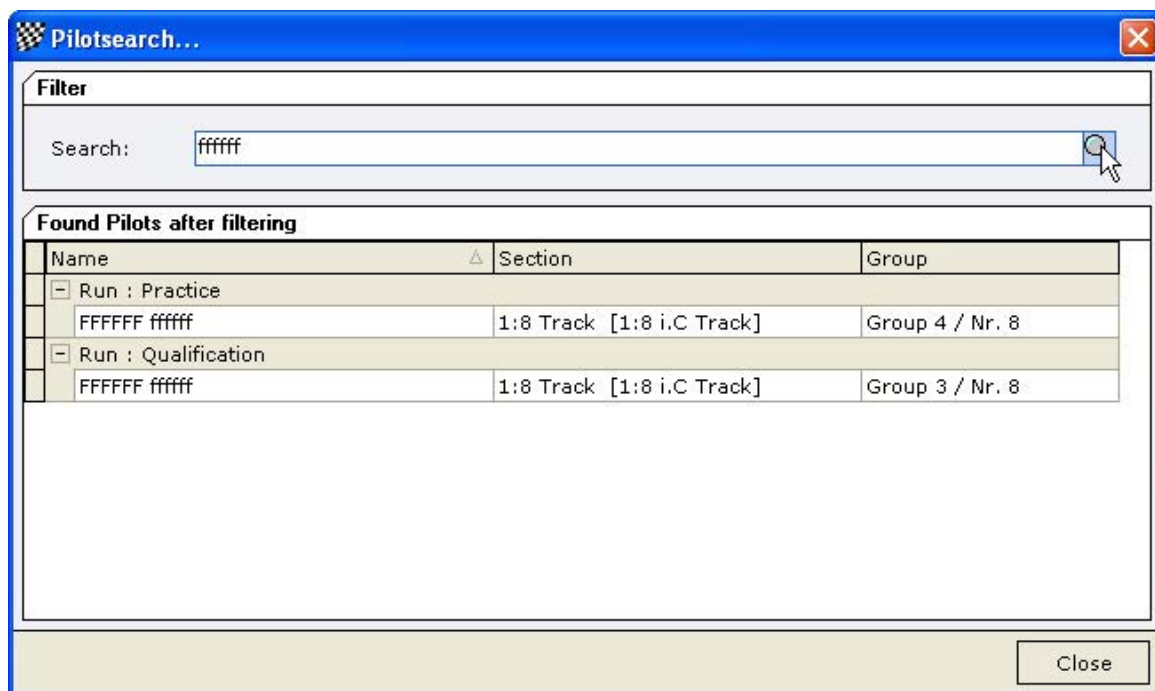 Pilotsearch...
Filter
Search: ffffff
Found Pilots after filtering
Name Section Group
Run : Practice
FFFFFF ffffff 1:8 Track [1:8 i.C Track] Group 4 / Nr. 8
Run : Qualification
FFFFFF ffffff 1:8 Track [1:8 i.C Track] Group 3 / Nr. 8
Close